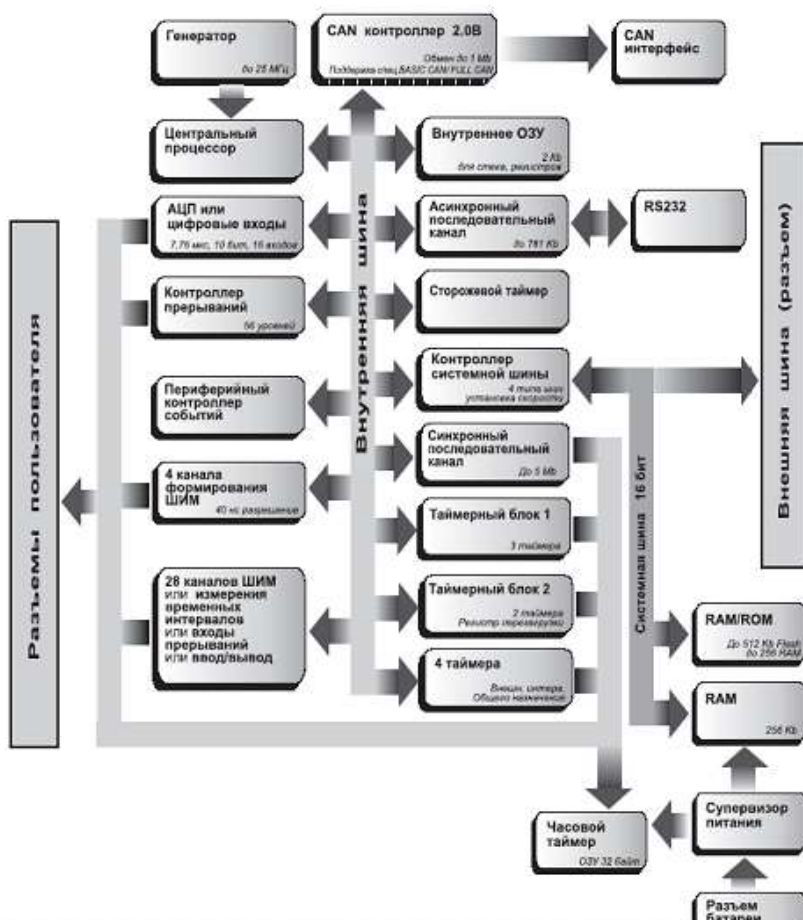 Генератор
до 25 МГц
CAN контроллер 2,0B
Обмен до 1 Mb
Поддержка спец.BASIC CAN/ FULL CAN
CAN
интерфейс
Центральный
процессор
Внутреннее ОЗУ
2 Kb
для стека, регистров
АЦП или
цифровые входы
7,76 мкс, 10 бит, 16 входов
Асинхронный
последовательный
канал
до 781 Kb
RS232
Контроллер
прерываний
56 уровней
Сторожевой таймер
Периферийный
контроллер
событий
Контроллер
системной шины
4 типа шин
установка скорости
4 канала
формирования
ШИМ
40 нс разрешение
Синхронный
последовательный
канал
До 5 Mb
Таймерный блок 1
3 таймера
28 каналов ШИМ
или измерения
временных
интервалов
или входы
прерываний
или ввод/вывод
Таймерный блок 2
2 таймера
Регистр перезагрузки
4 таймера
Внешн. интерв.
Общего назначения
Разъемы пользователя
Внутренняя шина
Системная шина 16 бит
Внешняя шина (разъем)
RAM/ROM
До 512 Kb Flash
до 256 RAM
RAM
256 Kb
Супервизор
питания
Часовой
таймер
ОЗУ 32 байт
Разъем
батареи